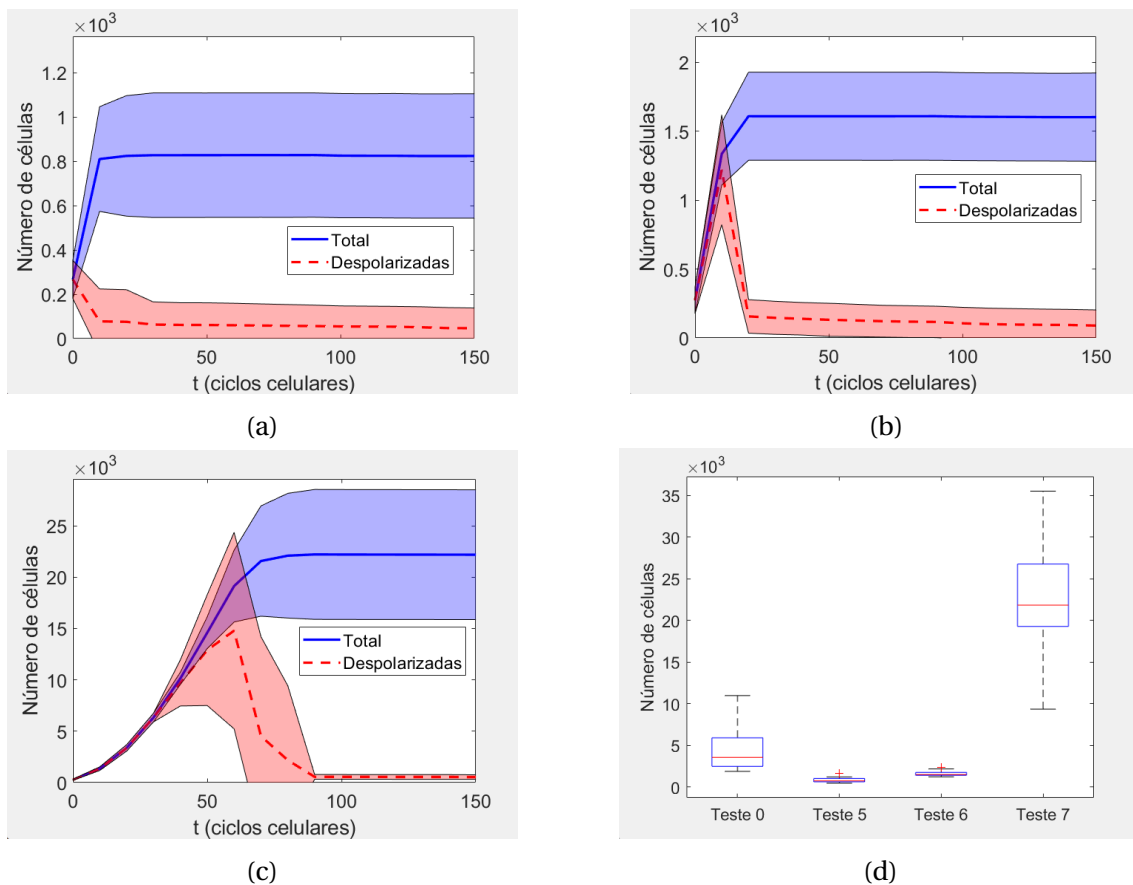 ×10³
1.2
1
0.8
0.6
0.4
0.2
0
Número de células
Total
Despolarizadas
0
50
100
150
t (ciclos celulares)
(a)
×10³
2
1.5
1
0.5
0
Número de células
Total
Despolarizadas
0
50
100
150
t (ciclos celulares)
(b)
×10³
25
20
15
10
5
0
Número de células
Total
Despolarizadas
0
50
100
150
t (ciclos celulares)
(c)
×10³
35
30
25
20
15
10
5
0
Número de células
Teste 0
Teste 5
Teste 6
Teste 7
(d)